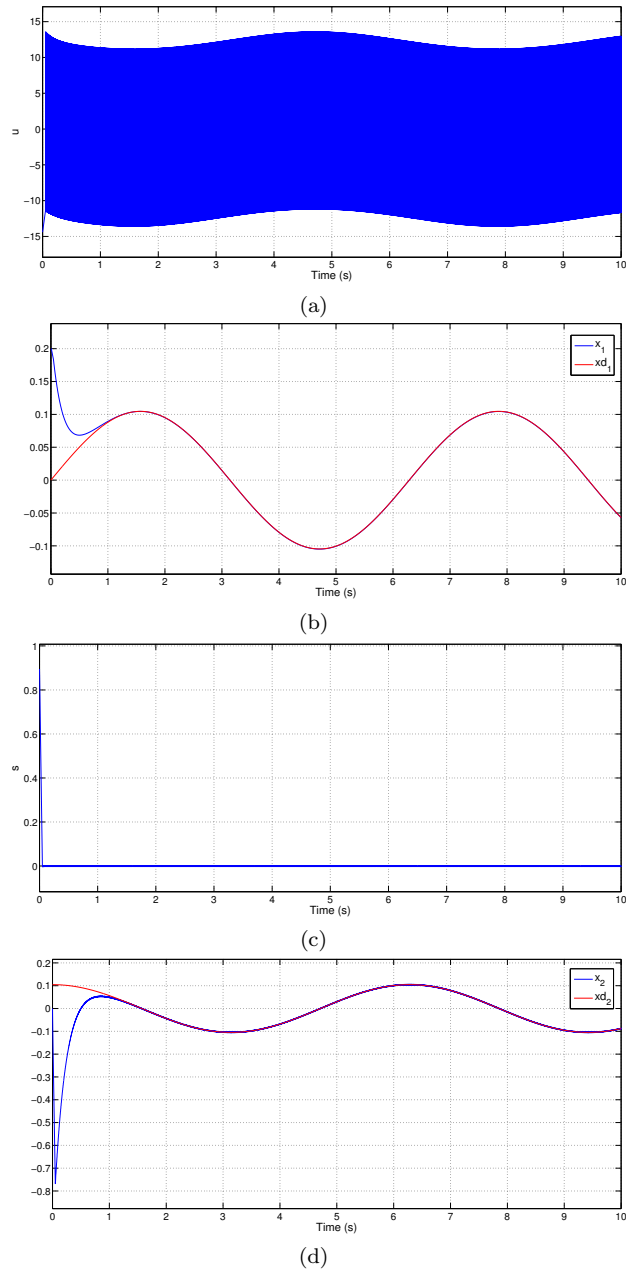 15
10
5
0
−5
−10
−15
u
0 1 2 3 4 5 6 7 8 9 10
Time (s)
(a)
0.2
0.15
0.1
0.05
0
−0.05
−0.1
x_1
xd_1
0 1 2 3 4 5 6 7 8 9 10
Time (s)
(b)
1
0.8
0.6
0.4
0.2
0
s
0 1 2 3 4 5 6 7 8 9 10
Time (s)
(c)
0.2
0.1
0
−0.1
−0.2
−0.3
−0.4
−0.5
−0.6
−0.7
−0.8
x_2
xd_2
0 1 2 3 4 5 6 7 8 9 10
Time (s)
(d)